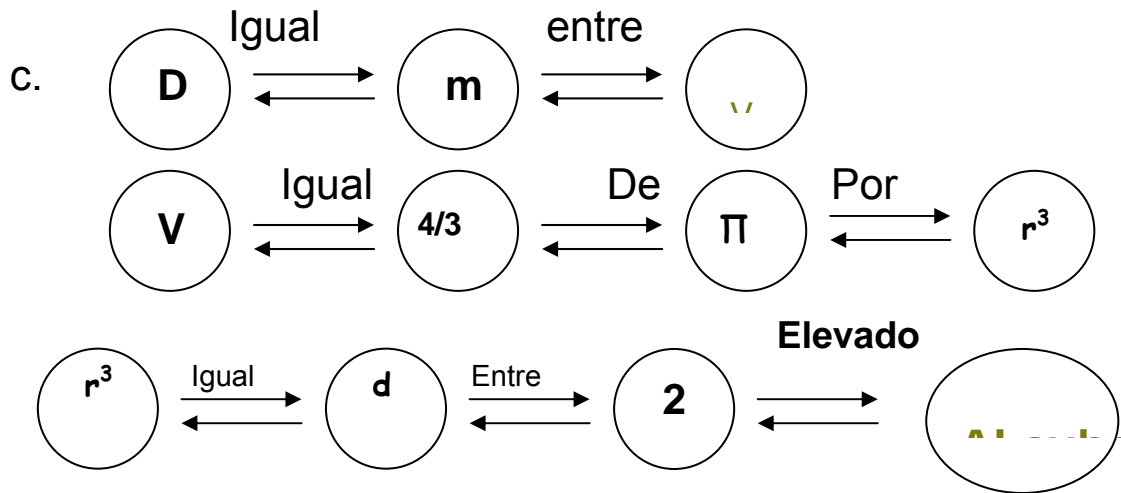 Igual entre
c. D m
Igual De Por
V 4/3 Π r³
Elevado
r³ Igual d Entre 2